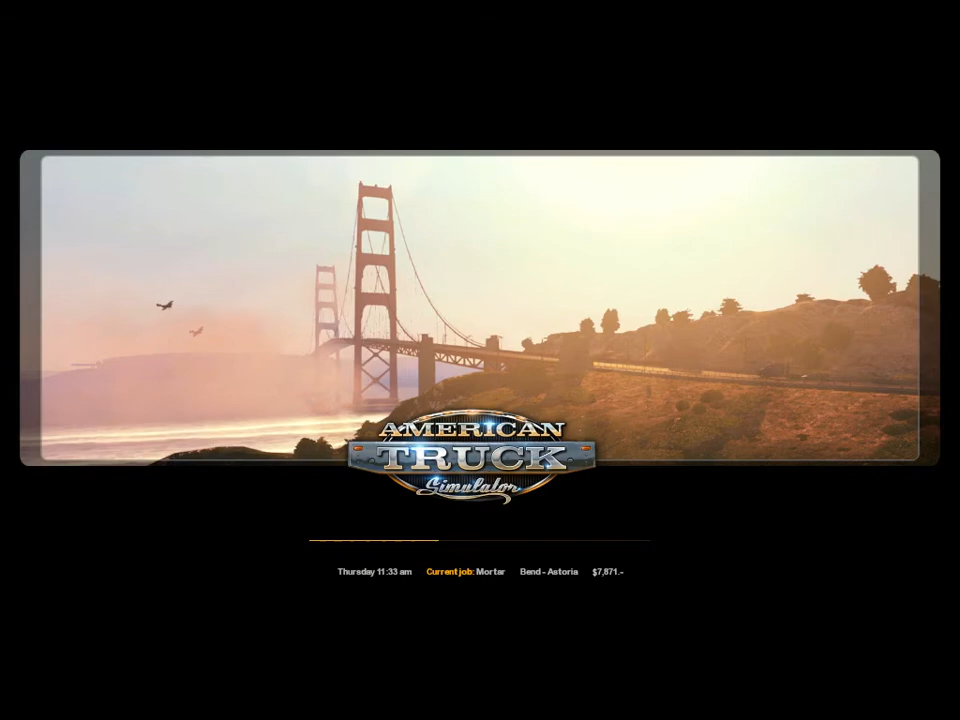 AMERICAN
TRUCK
Simulator
Thursday 11:33 am Current job: Mortar Bend - Astoria $7,871.-